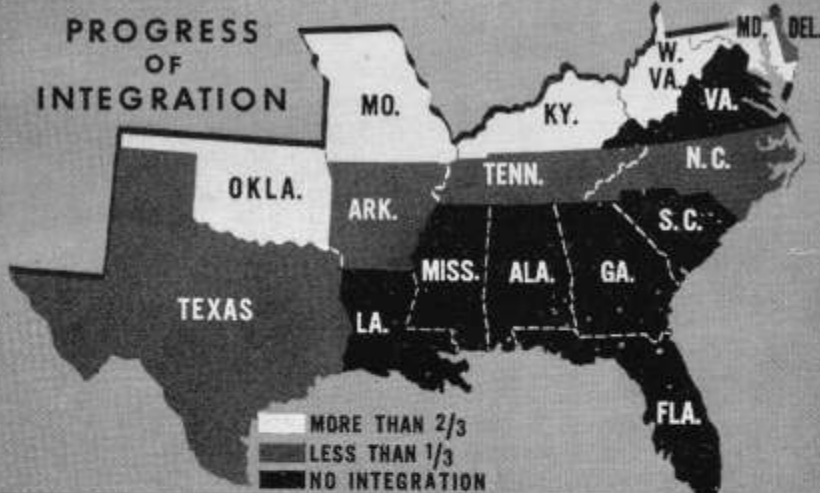 PROGRESS
OF
INTEGRATION
MD. DEL.
W.
VA.
MO.
KY.
VA.
OKLA.
ARK.
TENN.
N.C.
S.C.
MISS.
ALA.
GA.
TEXAS
LA.
FLA.
MORE THAN 2/3
LESS THAN 1/3
NO INTEGRATION